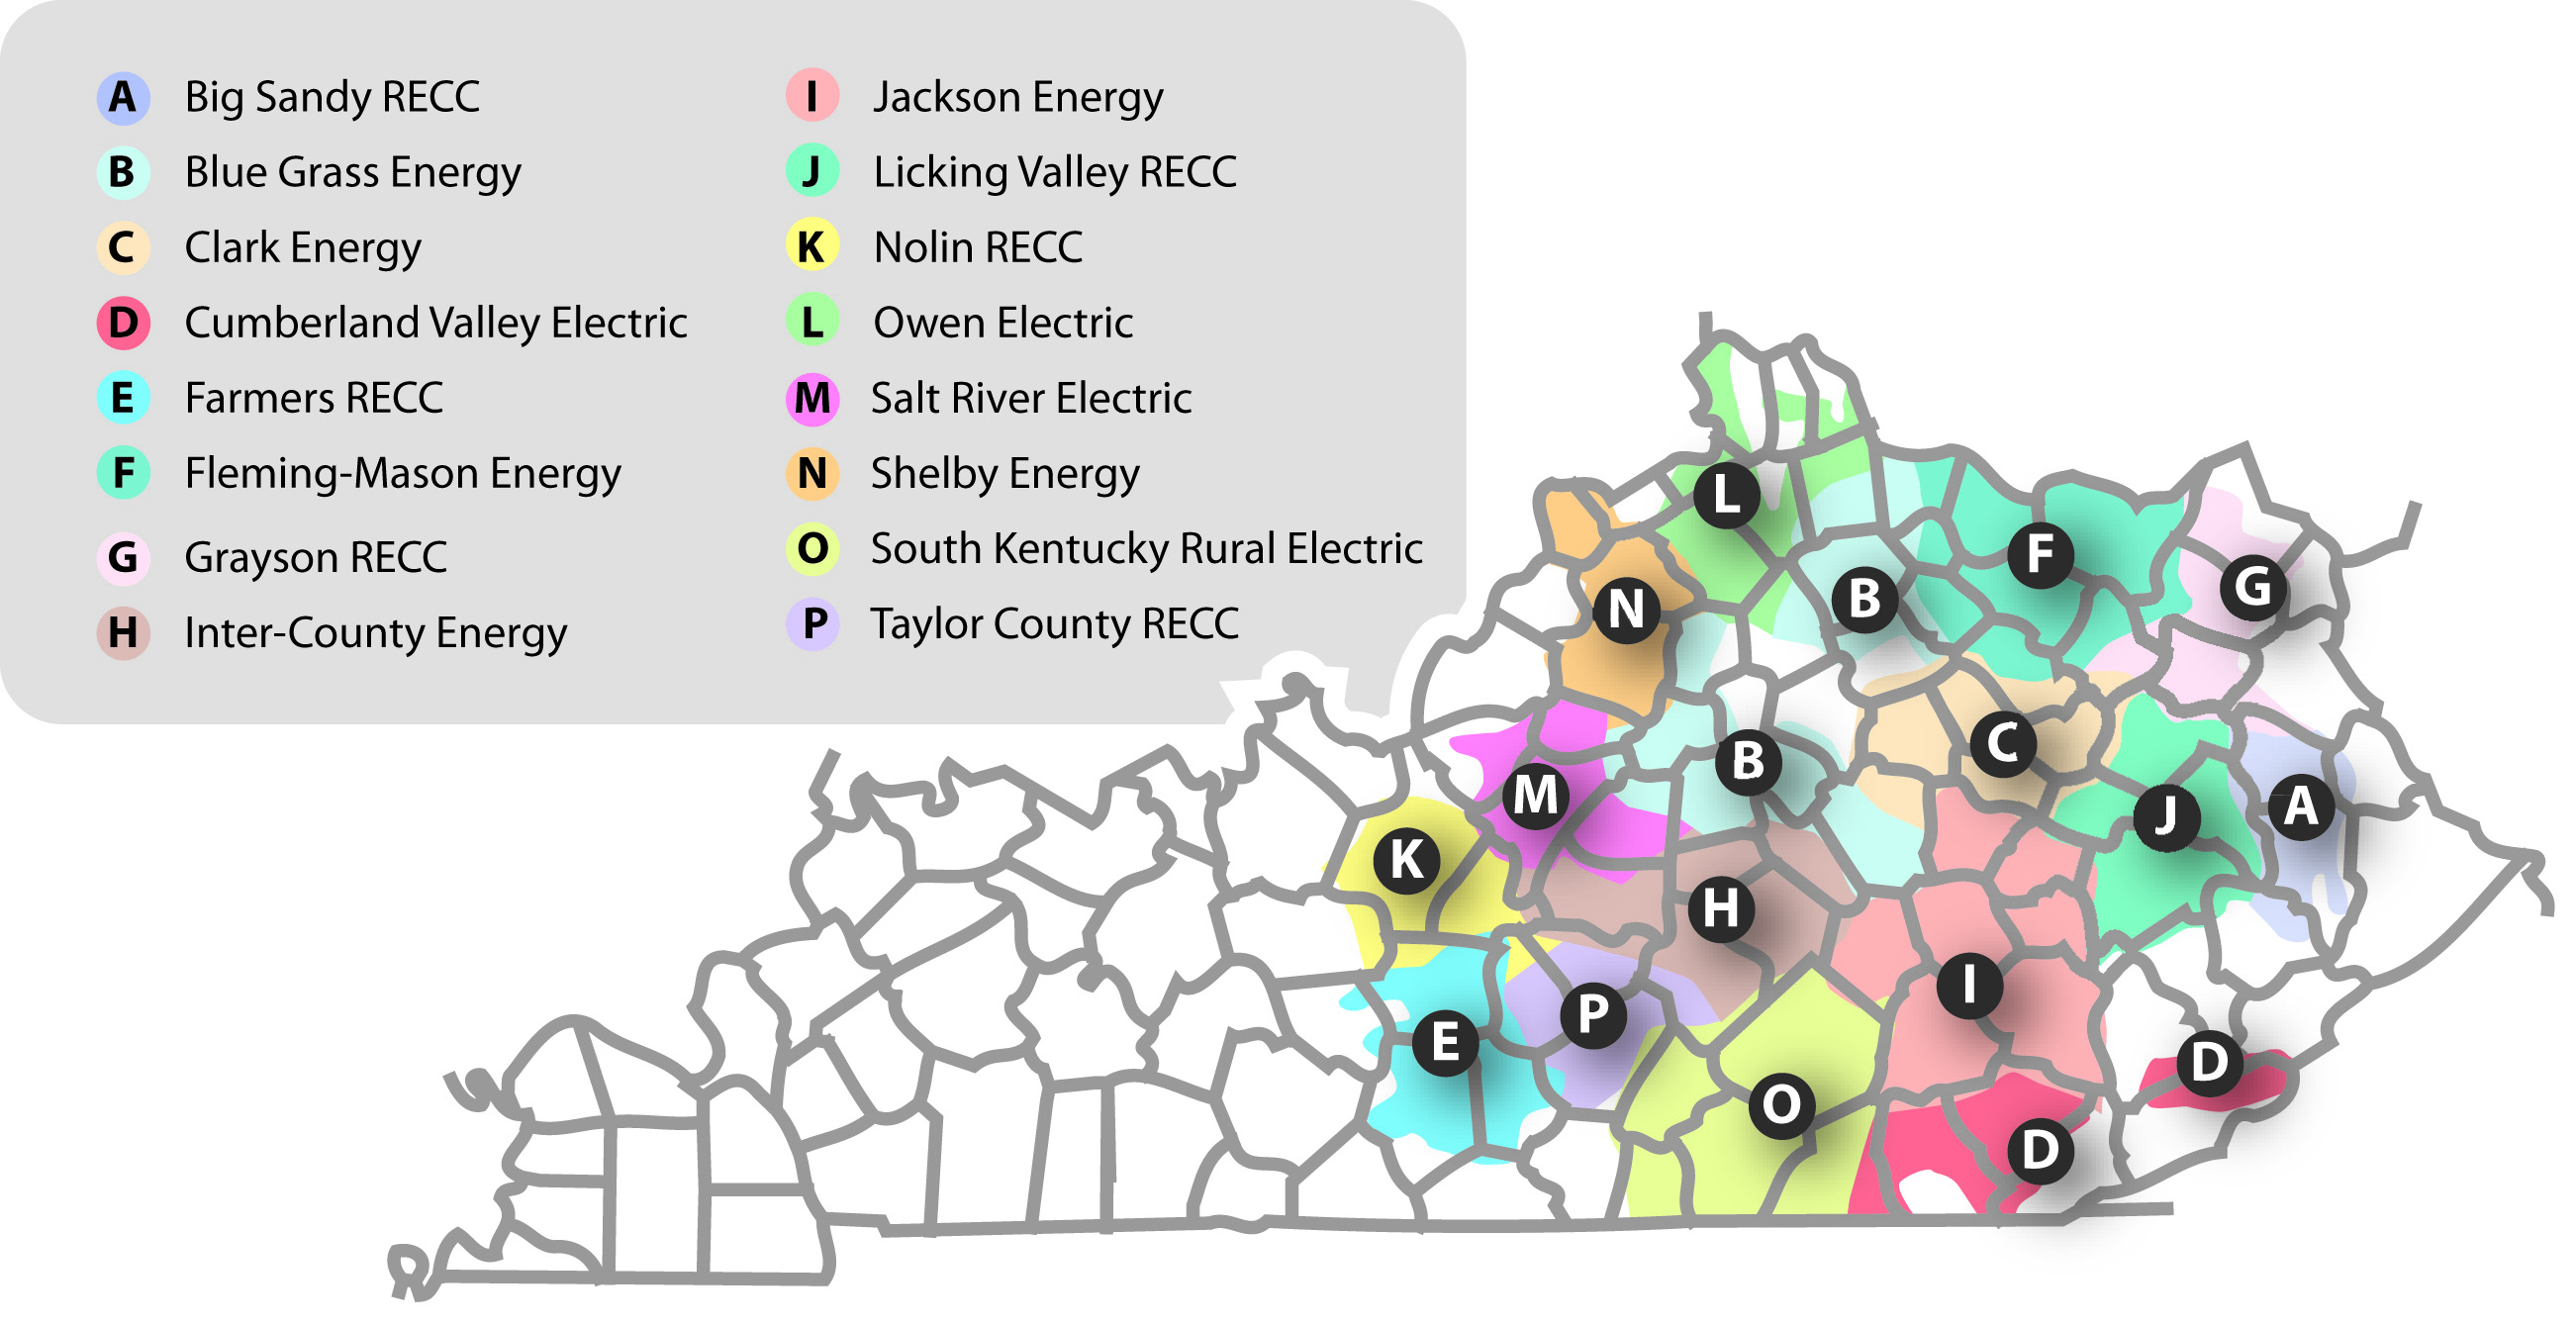 A Big Sandy RECC
B Blue Grass Energy
C Clark Energy
D Cumberland Valley Electric
E Farmers RECC
F Fleming-Mason Energy
G Grayson RECC
H Inter-County Energy
I Jackson Energy
J Licking Valley RECC
K Nolin RECC
L Owen Electric
M Salt River Electric
N Shelby Energy
O South Kentucky Rural Electric
P Taylor County RECC
L
F
G
B
N
C
B
M
A
J
K
H
I
P
E
D
O
D